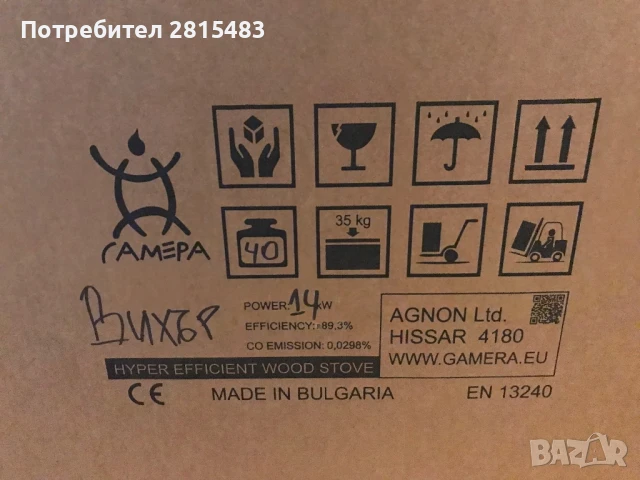 Потребител 2815483
ГАМЕРА
40
35 kg
Вихър
POWER: 14 kW
EFFICIENCY: 89.3%
CO EMISSION: 0,0298%
HYPER EFFICIENT WOOD STOVE
AGNON Ltd.
HISSAR 4180
WWW.GAMERA.EU
CE MADE IN BULGARIA EN 13240
BAZAR